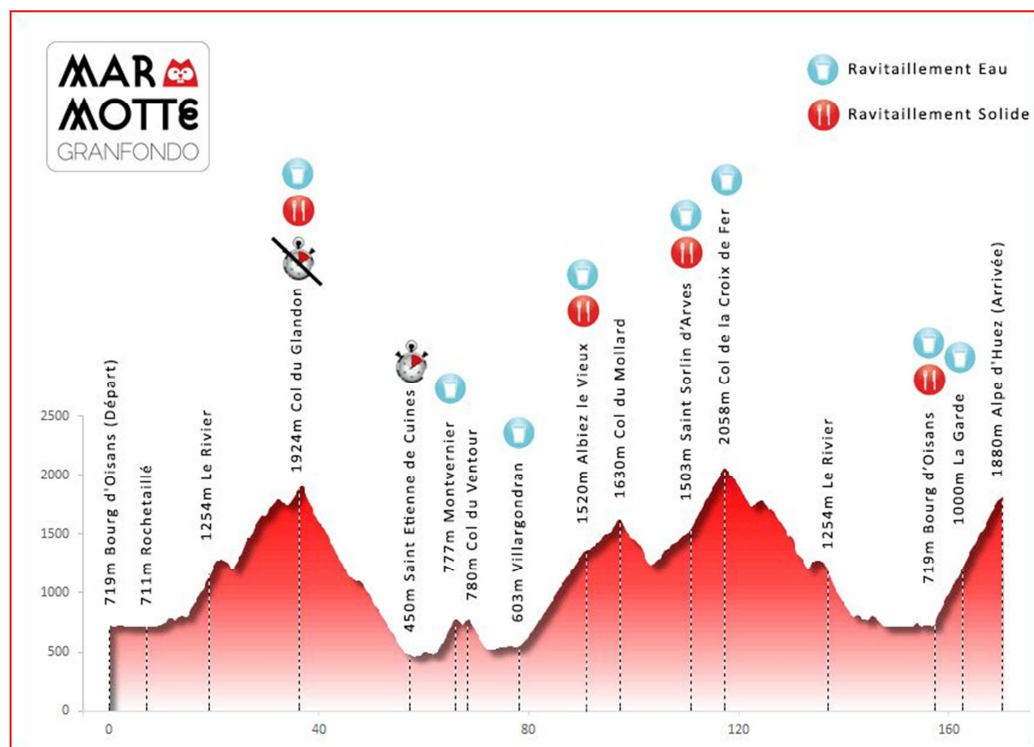 MAR
MOTTE
GRANFONDO
Ravitaillement Eau
Ravitaillement Solide
719m Bourg d'Oisans (Départ)
711m Rochetaillé
1254m Le Rivier
1924m Col du Glandon
450m Saint Etienne de Cuines
777m Montvernier
780m Col du Ventour
603m Villargondran
1520m Albiez le Vieux
1630m Col du Mollard
1503m Saint Sorlin d'Arves
2058m Col de la Croix de Fer
1254m Le Rivier
719m Bourg d'Oisans
1000m La Garde
1880m Alpe d'Huez (Arrivée)
2500
2000
1500
1000
500
0
0
40
80
120
160